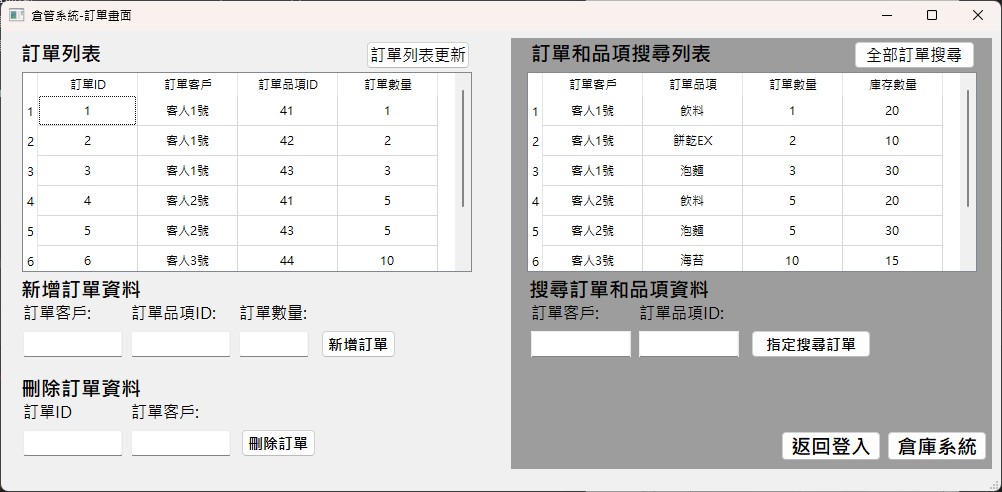 倉管系統-訂單畫面
訂單列表
訂單列表更新
訂單ID 訂單客戶 訂單品項ID 訂單數量
1 1 客人1號 41 1
2 2 客人1號 42 2
3 3 客人1號 43 3
4 4 客人2號 41 5
5 5 客人2號 43 5
6 6 客人3號 44 10
新增訂單資料
訂單客戶: 訂單品項ID: 訂單數量:
新增訂單
刪除訂單資料
訂單ID 訂單客戶:
刪除訂單
訂單和品項搜尋列表
全部訂單搜尋
訂單客戶 訂單品項 訂單數量 庫存數量
1 客人1號 飲料 1 20
2 客人1號 餅乾EX 2 10
3 客人1號 泡麵 3 30
4 客人2號 飲料 5 20
5 客人2號 泡麵 5 30
6 客人3號 海苔 10 15
搜尋訂單和品項資料
訂單客戶: 訂單品項ID:
指定搜尋訂單
返回登入 倉庫系統